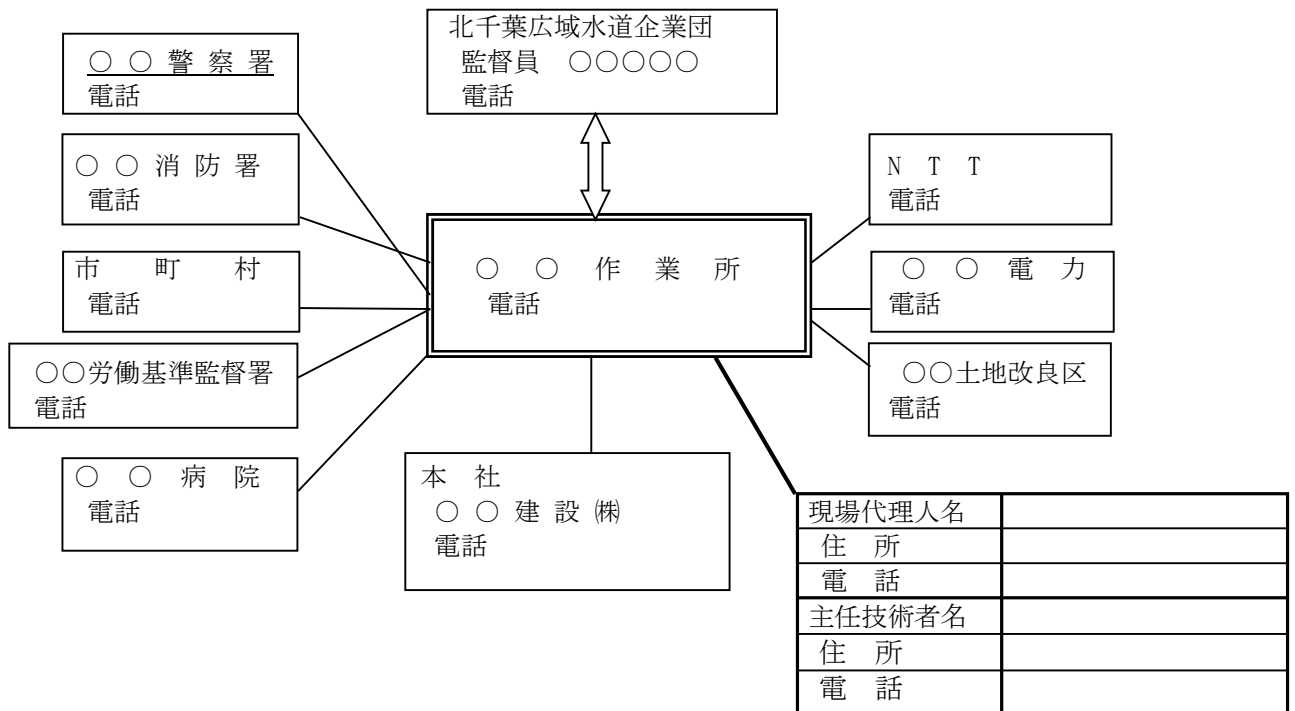 北千葉広域水道企業団
監督員 ○○○○○
電話
○ ○ 警 察 署
電話
○ ○ 消 防 署
電話
市 町 村
電話
○○労働基準監督署
電話
○ ○ 病 院
電話
○ ○ 作 業 所
電話
本 社
○ ○ 建 設 ㈱
電話
N T T
電話
○ ○ 電 力
電話
○○土地改良区
電話
現場代理人名
住 所
電 話
主任技術者名
住 所
電 話